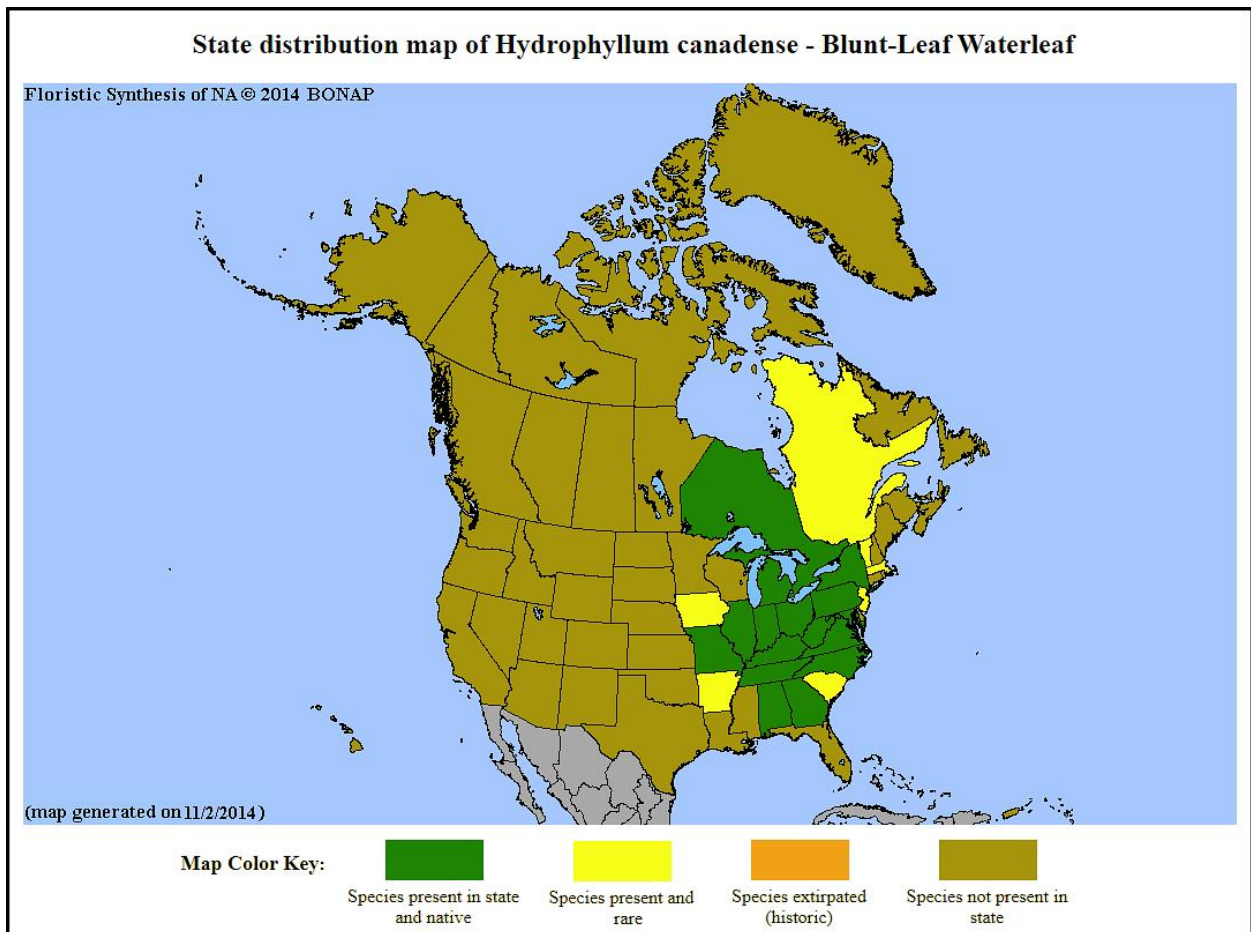 State distribution map of Hydrophyllum canadense - Blunt-Leaf Waterleaf
Floristic Synthesis of NA © 2014 BONAP
(map generated on 11/2/2014)
Map Color Key:
Species present in state
and native
Species present and
rare
Species extirpated
(historic)
Species not present in
state